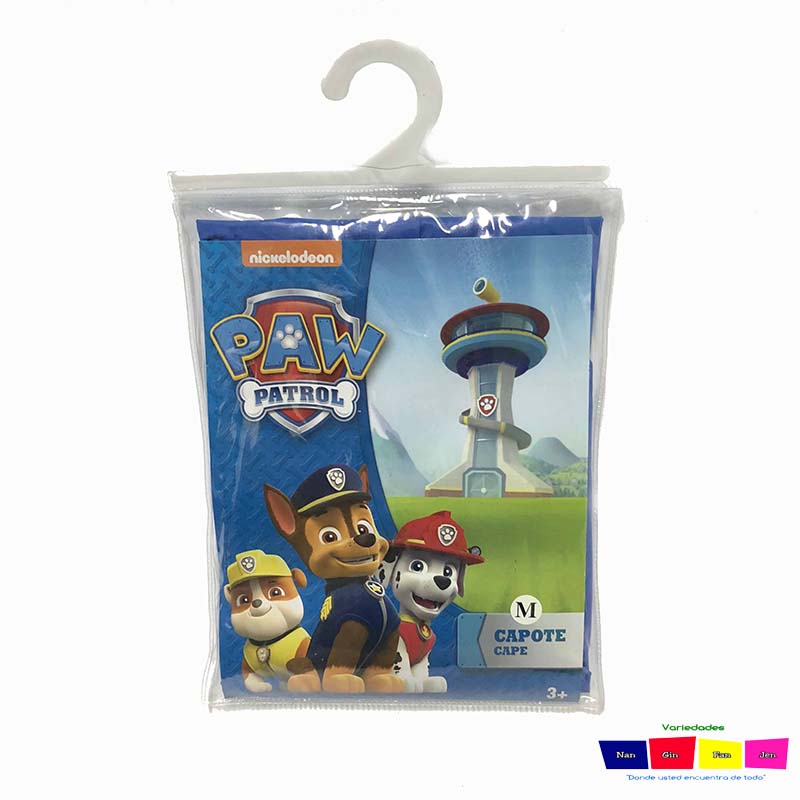 nickelodeon
PAW
PATROL
M
CAPOTE
CAPE
3+
Variedades
Nan Gin Fan Jen
"Donde usted encuentra de todo"